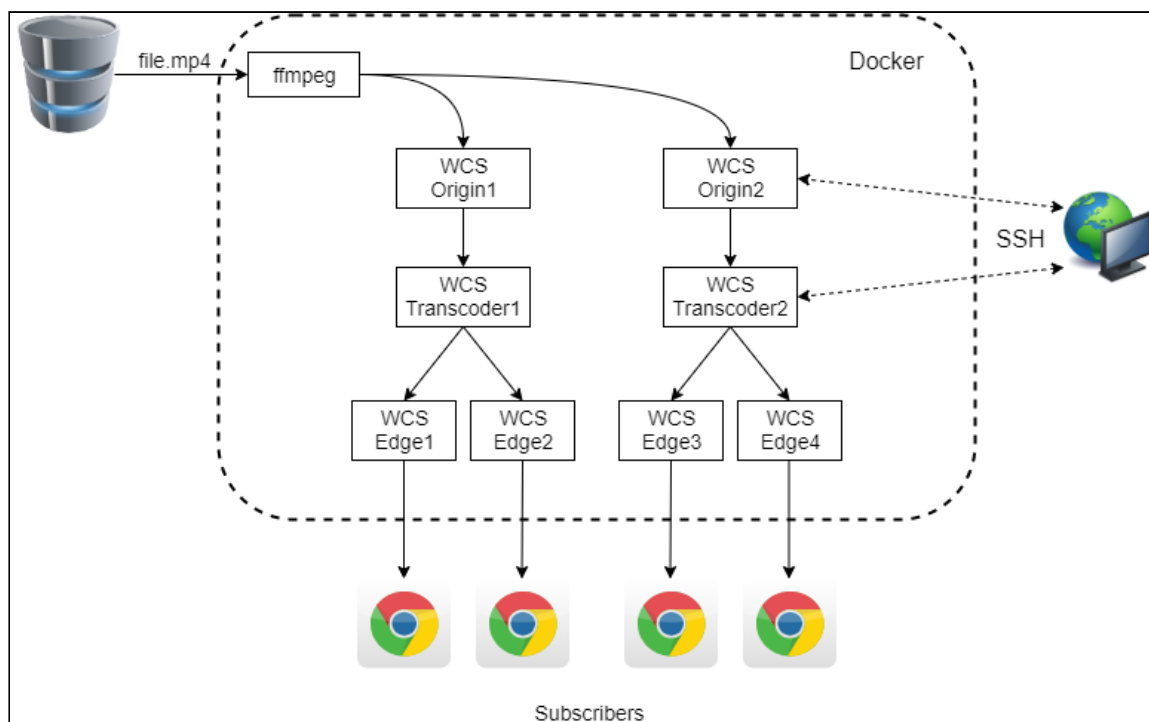 file.mp4
ffmpeg
Docker
WCS
Origin1
WCS
Origin2
SSH
WCS
Transcoder1
WCS
Transcoder2
WCS
Edge1
WCS
Edge2
WCS
Edge3
WCS
Edge4
Subscribers